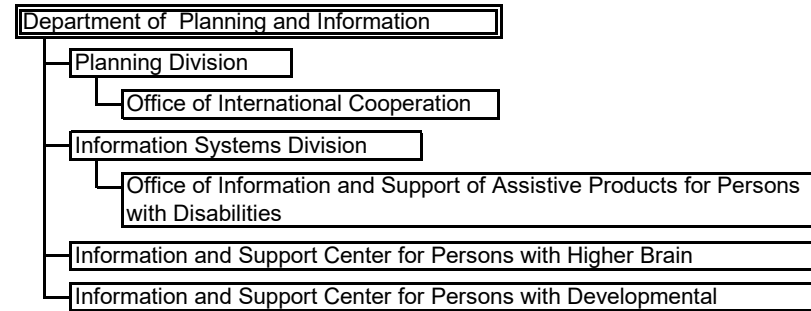 Department of Planning and Information
Planning Division
Office of International Cooperation
Information Systems Division
Office of Information and Support of Assistive Products for Persons
with Disabilities
Information and Support Center for Persons with Higher Brain
Information and Support Center for Persons with Developmental